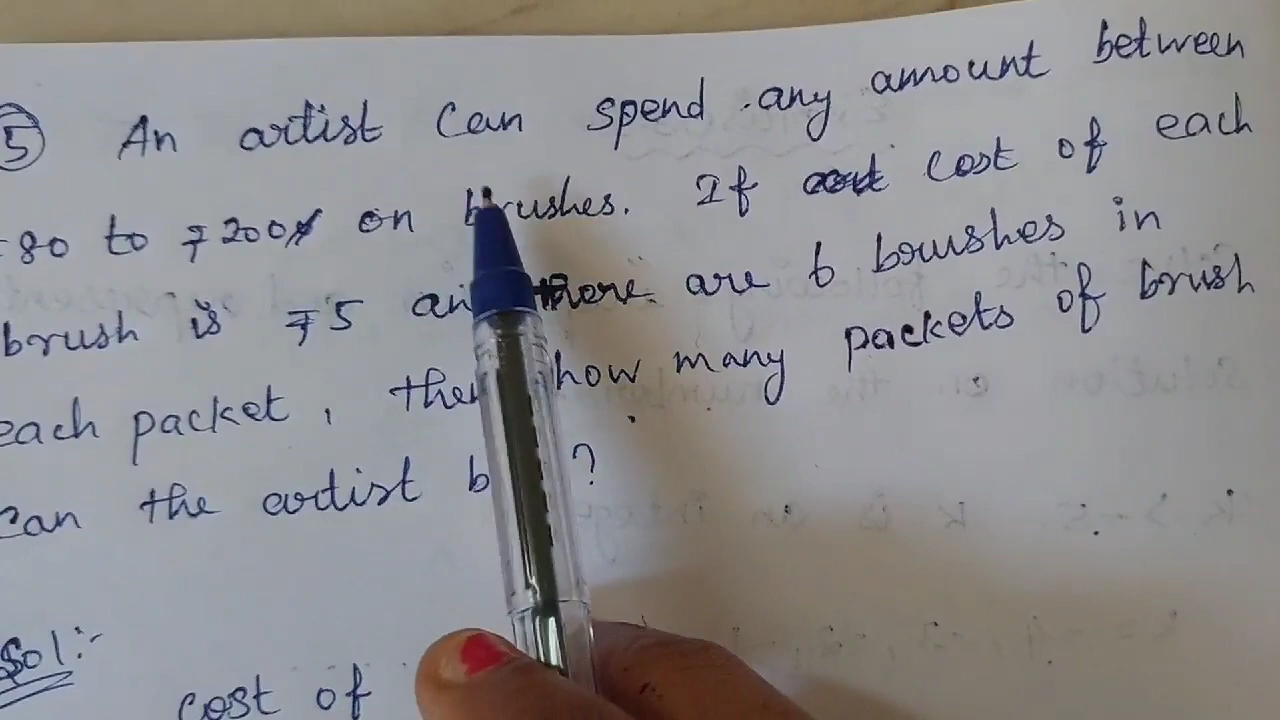 5 An artist can spend any amount between
80 to ₹200 on brushes. If cost of each
brush is ₹5 an there are 6 brushes in
each packet, then how many packets of brush
can the artist b ?
Sol:-
cost of